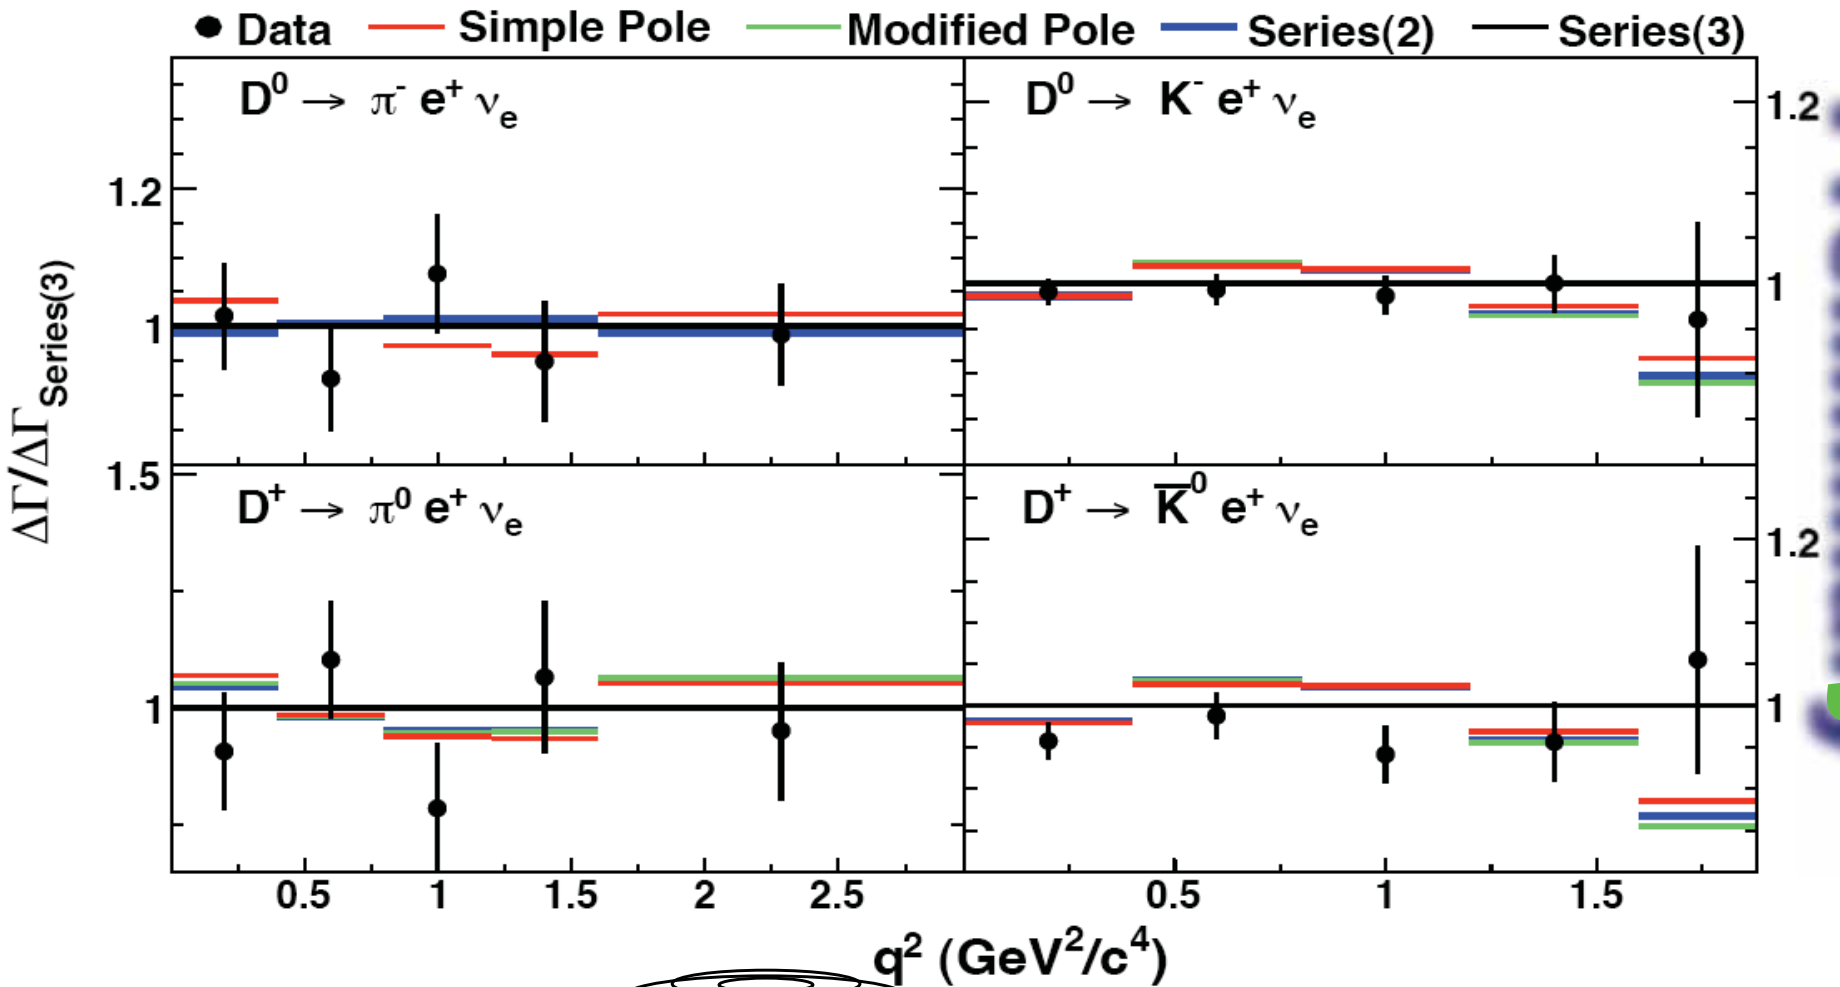 Data Simple Pole Modified Pole Series(2) Series(3)
D⁰ → π⁻ e⁺ νₑ
D⁰ → K⁻ e⁺ νₑ
1.2
1.2
1
1
ΔΓ/ΔΓ Series(3)
1.5
D⁺ → π⁰ e⁺ νₑ
D⁺ → K̅⁰ e⁺ νₑ
1.2
1
1
0.5 1 1.5 2 2.5 0.5 1 1.5
q² (GeV²/c⁴)